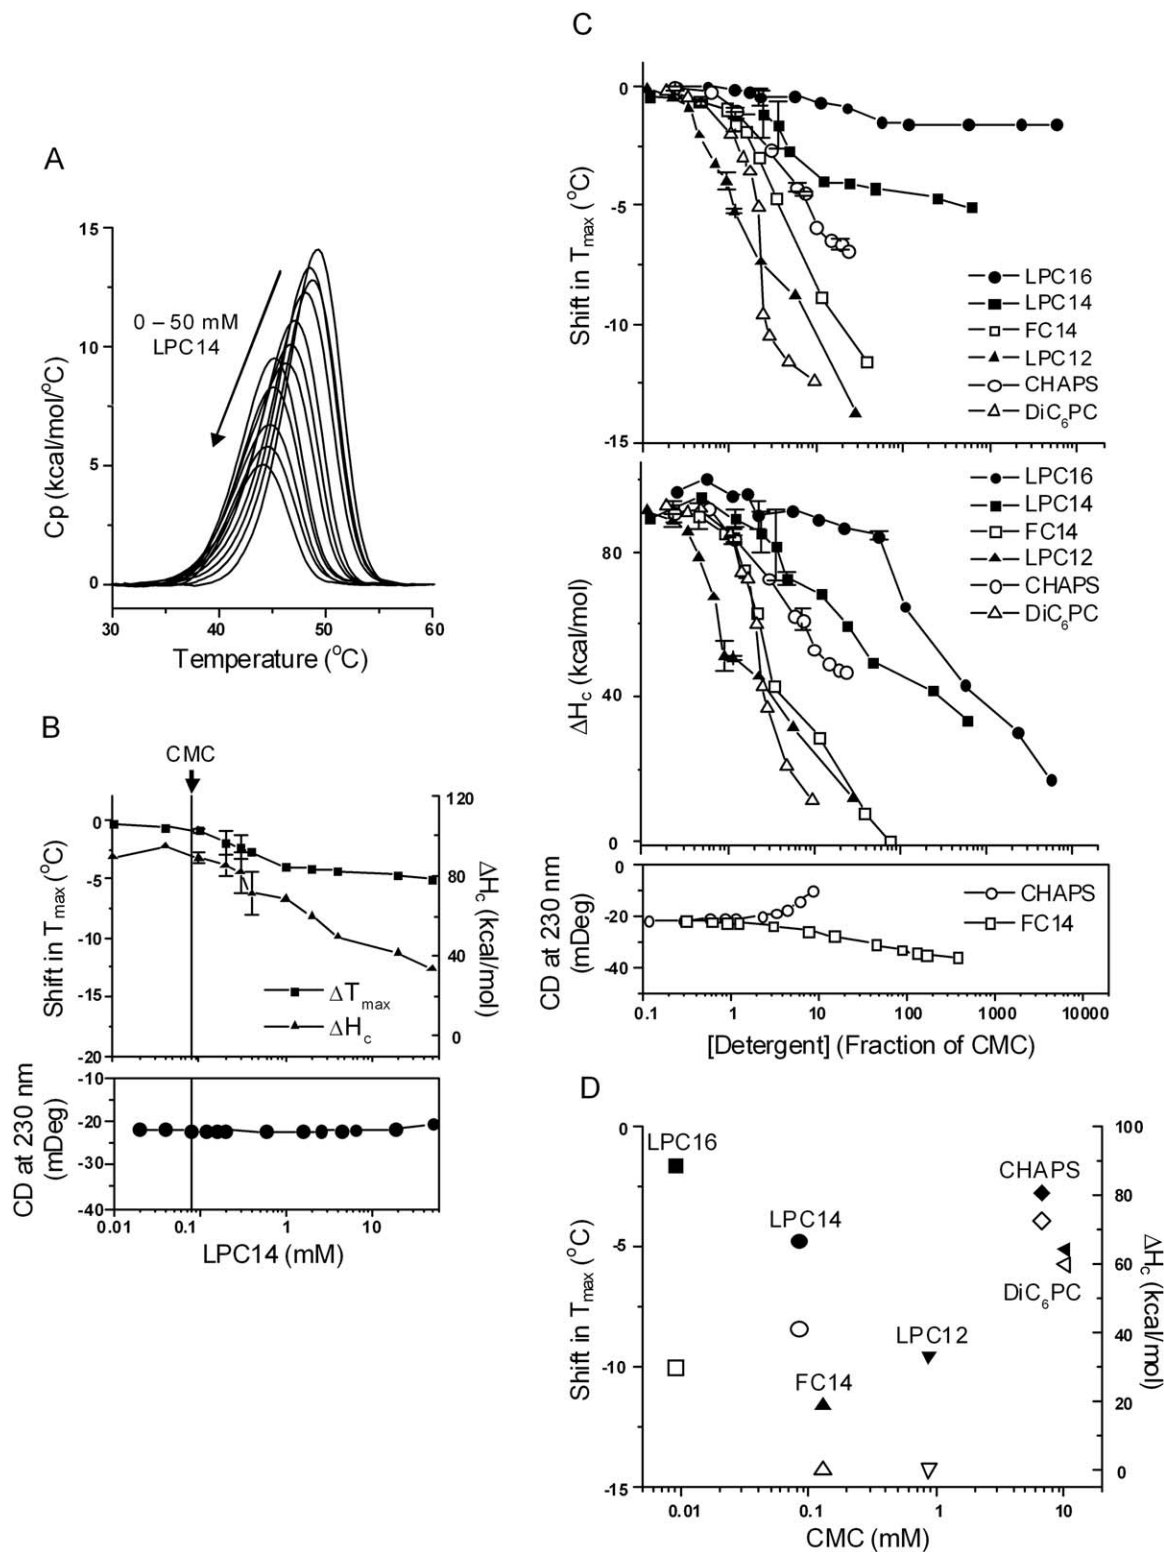 A
15
10
5
0
Cp (kcal/mol/°C)
0 – 50 mM
LPC14
30
40
50
60
Temperature (°C)
B
CMC
0
-5
-10
-15
-20
Shift in Tmax (°C)
120
80
40
0
ΔHc (kcal/mol)
ΔTmax
ΔHc
-10
-20
-30
-40
CD at 230 nm
(mDeg)
0.01
0.1
1
10
LPC14 (mM)
C
0
-5
-10
-15
Shift in Tmax (°C)
LPC16
LPC14
FC14
LPC12
CHAPS
DiC6PC
80
40
0
ΔHc (kcal/mol)
LPC16
LPC14
FC14
LPC12
CHAPS
DiC6PC
0
-20
-40
CD at 230 nm
(mDeg)
CHAPS
FC14
0.1
1
10
100
1000
10000
[Detergent] (Fraction of CMC)
D
0
-5
-10
-15
Shift in Tmax (°C)
LPC16
LPC14
FC14
LPC12
CHAPS
DiC6PC
100
80
60
40
20
0
ΔHc (kcal/mol)
0.01
0.1
1
10
CMC (mM)